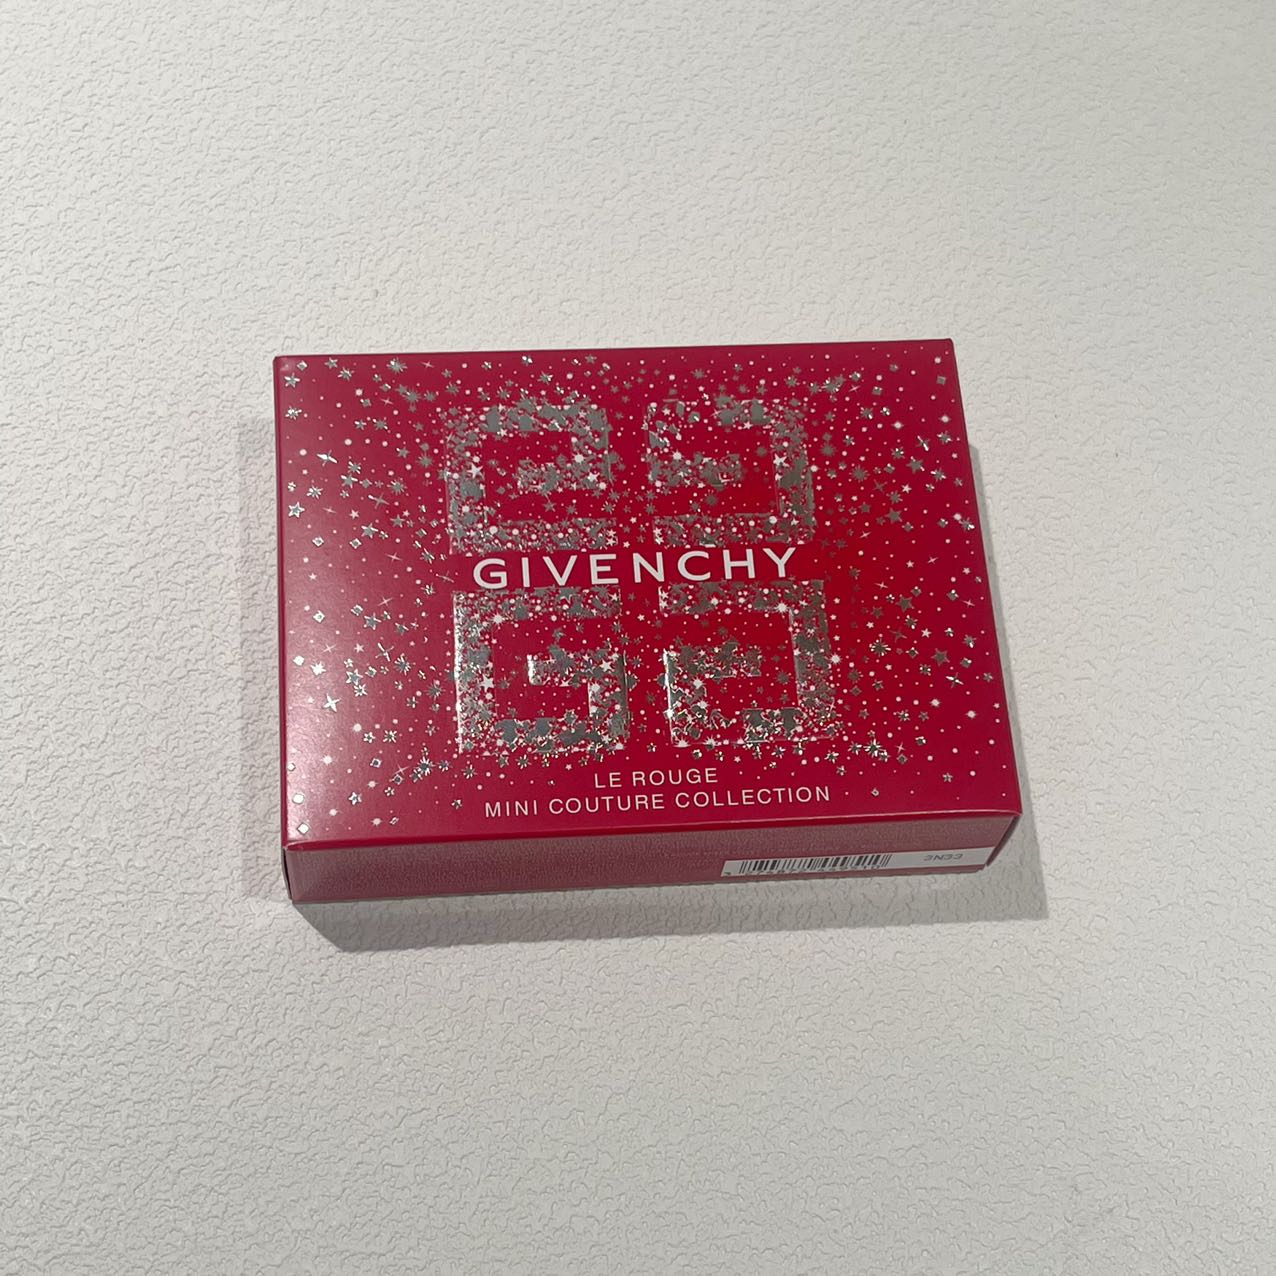 GIVENCHY
LE ROUGE
MINI COUTURE COLLECTION
3N33